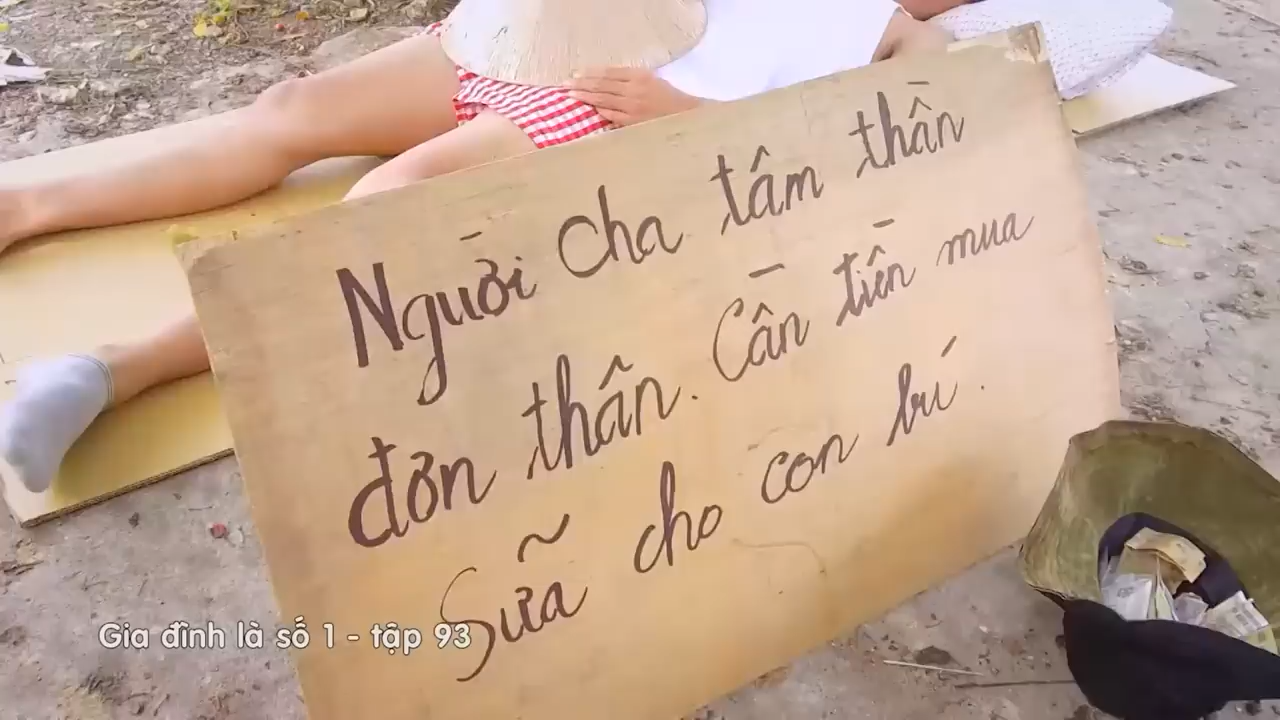 Người cha tâm thần
đơn thân. Cần tiền mua
Sữa cho con bú.
Gia đình là số 1 - tập 93